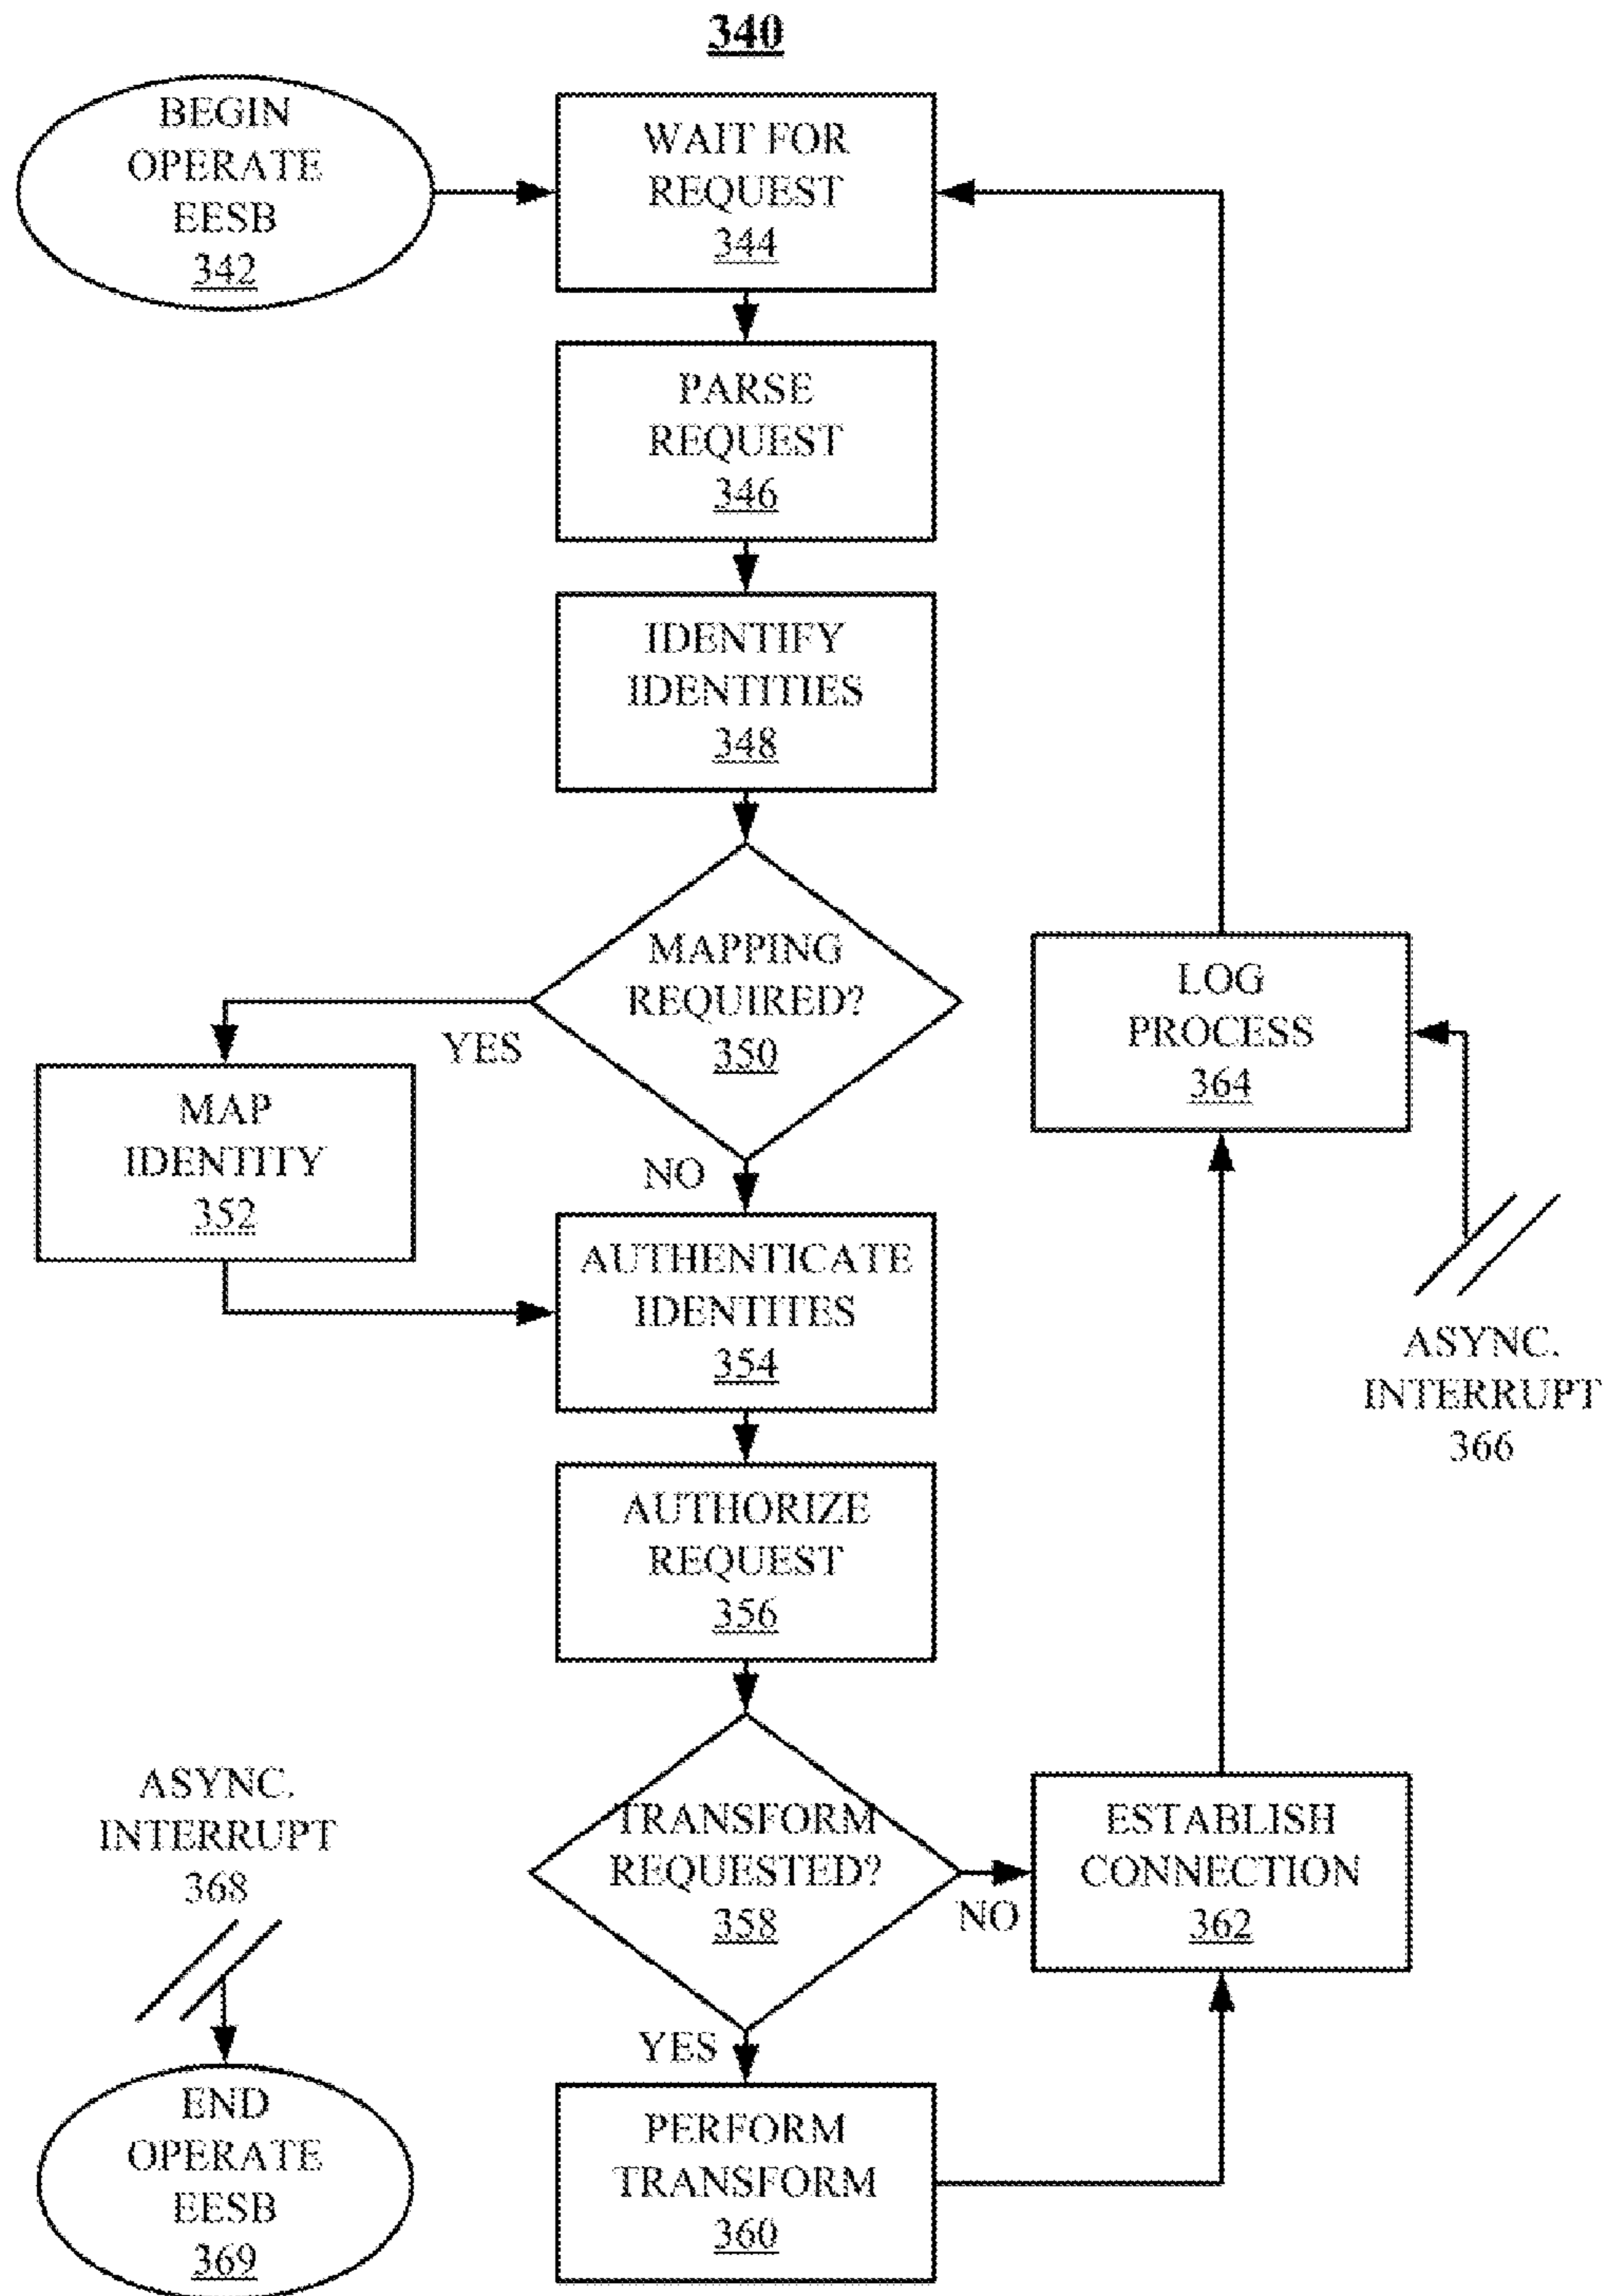 340
BEGIN
OPERATE
EESB
342
WAIT FOR
REQUEST
344
PARSE
REQUEST
346
IDENTIFY
IDENTITIES
348
MAPPING
REQUIRED?
350
YES
NO
MAP
IDENTITY
352
AUTHENTICATE
IDENTITES
354
AUTHORIZE
REQUEST
356
TRANSFORM
REQUESTED?
358
NO
YES
PERFORM
TRANSFORM
360
ESTABLISH
CONNECTION
362
LOG
PROCESS
364
ASYNC.
INTERRUPT
366
ASYNC.
INTERRUPT
368
END
OPERATE
EESB
369